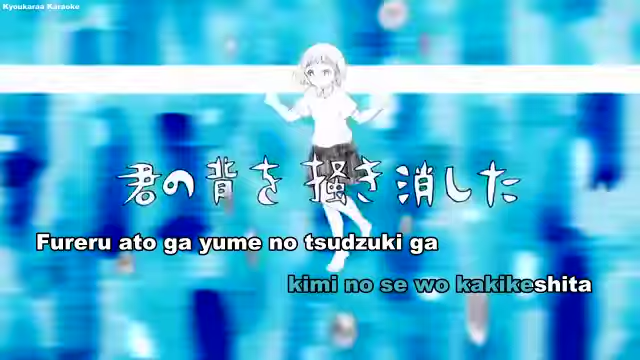 Kyoukaraa Karaoke
君の背を掻き消した
Fureru ato ga yume no tsudzuki ga
kimi no se wo kakikeshita